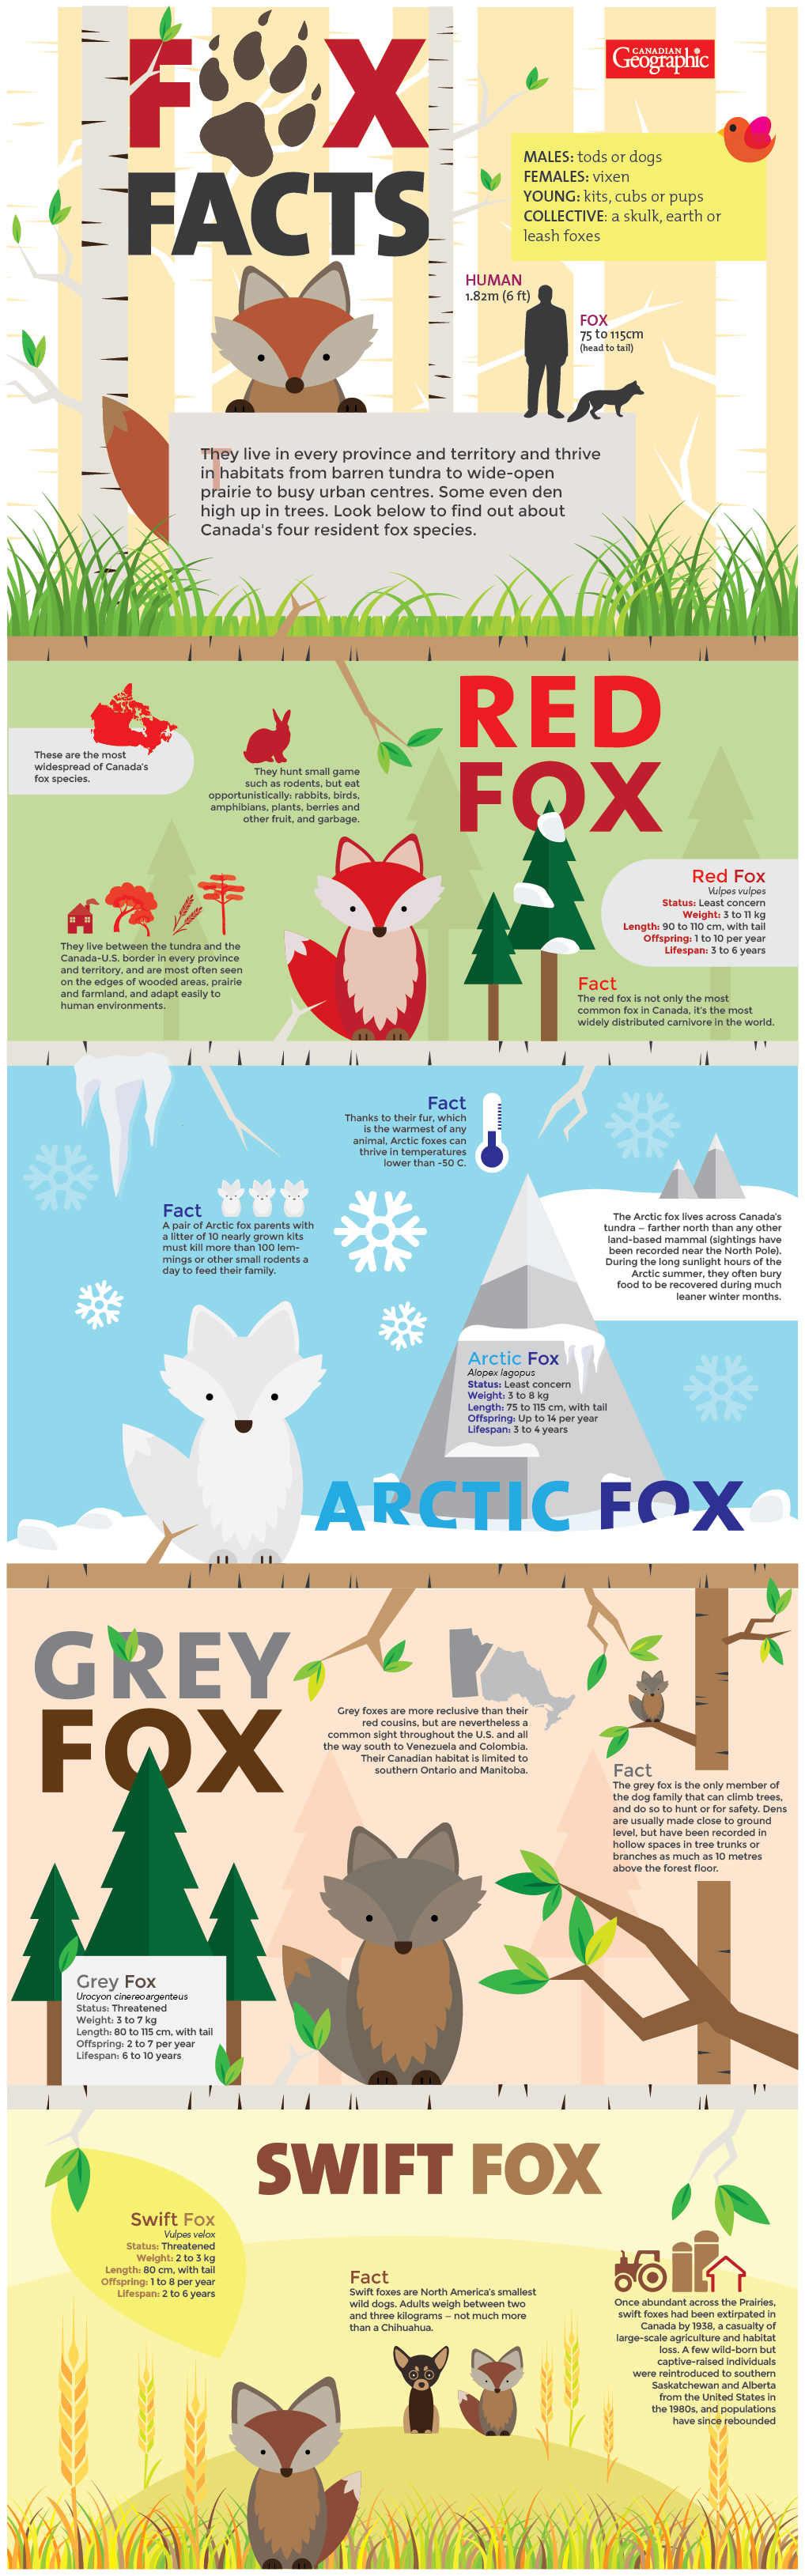 FOX
FACTS
CANADIAN
Geographic
MALES: tods or dogs
FEMALES: vixen
YOUNG: kits, cubs or pups
COLLECTIVE: a skulk, earth or
leash foxes
HUMAN
1.82m (6 ft)
FOX
75 to 115cm
(head to tail)
They live in every province and territory and thrive
in habitats from barren tundra to wide-open
prairie to busy urban centres. Some even den
high up in trees. Look below to find out about
Canada's four resident fox species.
RED
FOX
These are the most
widespread of Canada's
fox species.
They hunt small game
such as rodents, but eat
opportunistically: rabbits, birds,
amphibians, plants, berries and
other fruit, and garbage.
They live between the tundra and the
Canada-U.S. border in every province
and territory, and are most often seen
on the edges of wooded areas, prairie
and farmland, and adapt easily to
human environments.
Red Fox
Vulpes vulpes
Status: Least concern
Weight: 3 to 11 kg
Length: 90 to 110 cm, with tail
Offspring: 1 to 10 per year
Lifespan: 3 to 6 years
Fact
The red fox is not only the most
common fox in Canada, it's the most
widely distributed carnivore in the world.
Fact
Thanks to their fur, which
is the warmest of any
animal, Arctic foxes can
thrive in temperatures
lower than -50 C.
Fact
A pair of Arctic fox parents with
a litter of 10 nearly grown kits
must kill more than 100 lem-
mings or other small rodents a
day to feed their family.
The Arctic fox lives across Canada's
tundra – farther north than any other
land-based mammal (sightings have
been recorded near the North Pole).
During the long sunlight hours of the
Arctic summer, they often bury
food to be recovered during much
leaner winter months.
Arctic Fox
Alopex lagopus
Status: Least concern
Weight: 3 to 8 kg
Length: 75 to 115 cm, with tail
Offspring: Up to 14 per year
Lifespan: 3 to 4 years
ARCTIC FOX
GREY
FOX
Grey foxes are more reclusive than their
red cousins, but are nevertheless a
common sight throughout the U.S. and all
the way south to Venezuela and Colombia.
Their Canadian habitat is limited to
southern Ontario and Manitoba.
Fact
The grey fox is the only member of
the dog family that can climb trees,
and do so to hunt or for safety. Dens
are usually made close to ground
level, but have been recorded in
hollow spaces in tree trunks or
branches as much as 10 metres
above the forest floor.
Grey Fox
Urocyon cinereoargenteus
Status: Threatened
Weight: 3 to 7 kg
Length: 80 to 115 cm, with tail
Offspring: 2 to 7 per year
Lifespan: 6 to 10 years
SWIFT FOX
Swift Fox
Vulpes velox
Status: Threatened
Weight: 2 to 3 kg
Length: 80 cm, with tail
Offspring: 1 to 8 per year
Lifespan: 2 to 6 years
Fact
Swift foxes are North America's smallest
wild dogs. Adults weigh between two
and three kilograms – not much more
than a Chihuahua.
Once abundant across the Prairies,
swift foxes had been extirpated in
Canada by 1938, a casualty of
large-scale agriculture and habitat
loss. A few wild-born but
captive-raised individuals
were reintroduced to southern
Saskatchewan and Alberta
from the United States in
the 1980s, and populations
have since rebounded